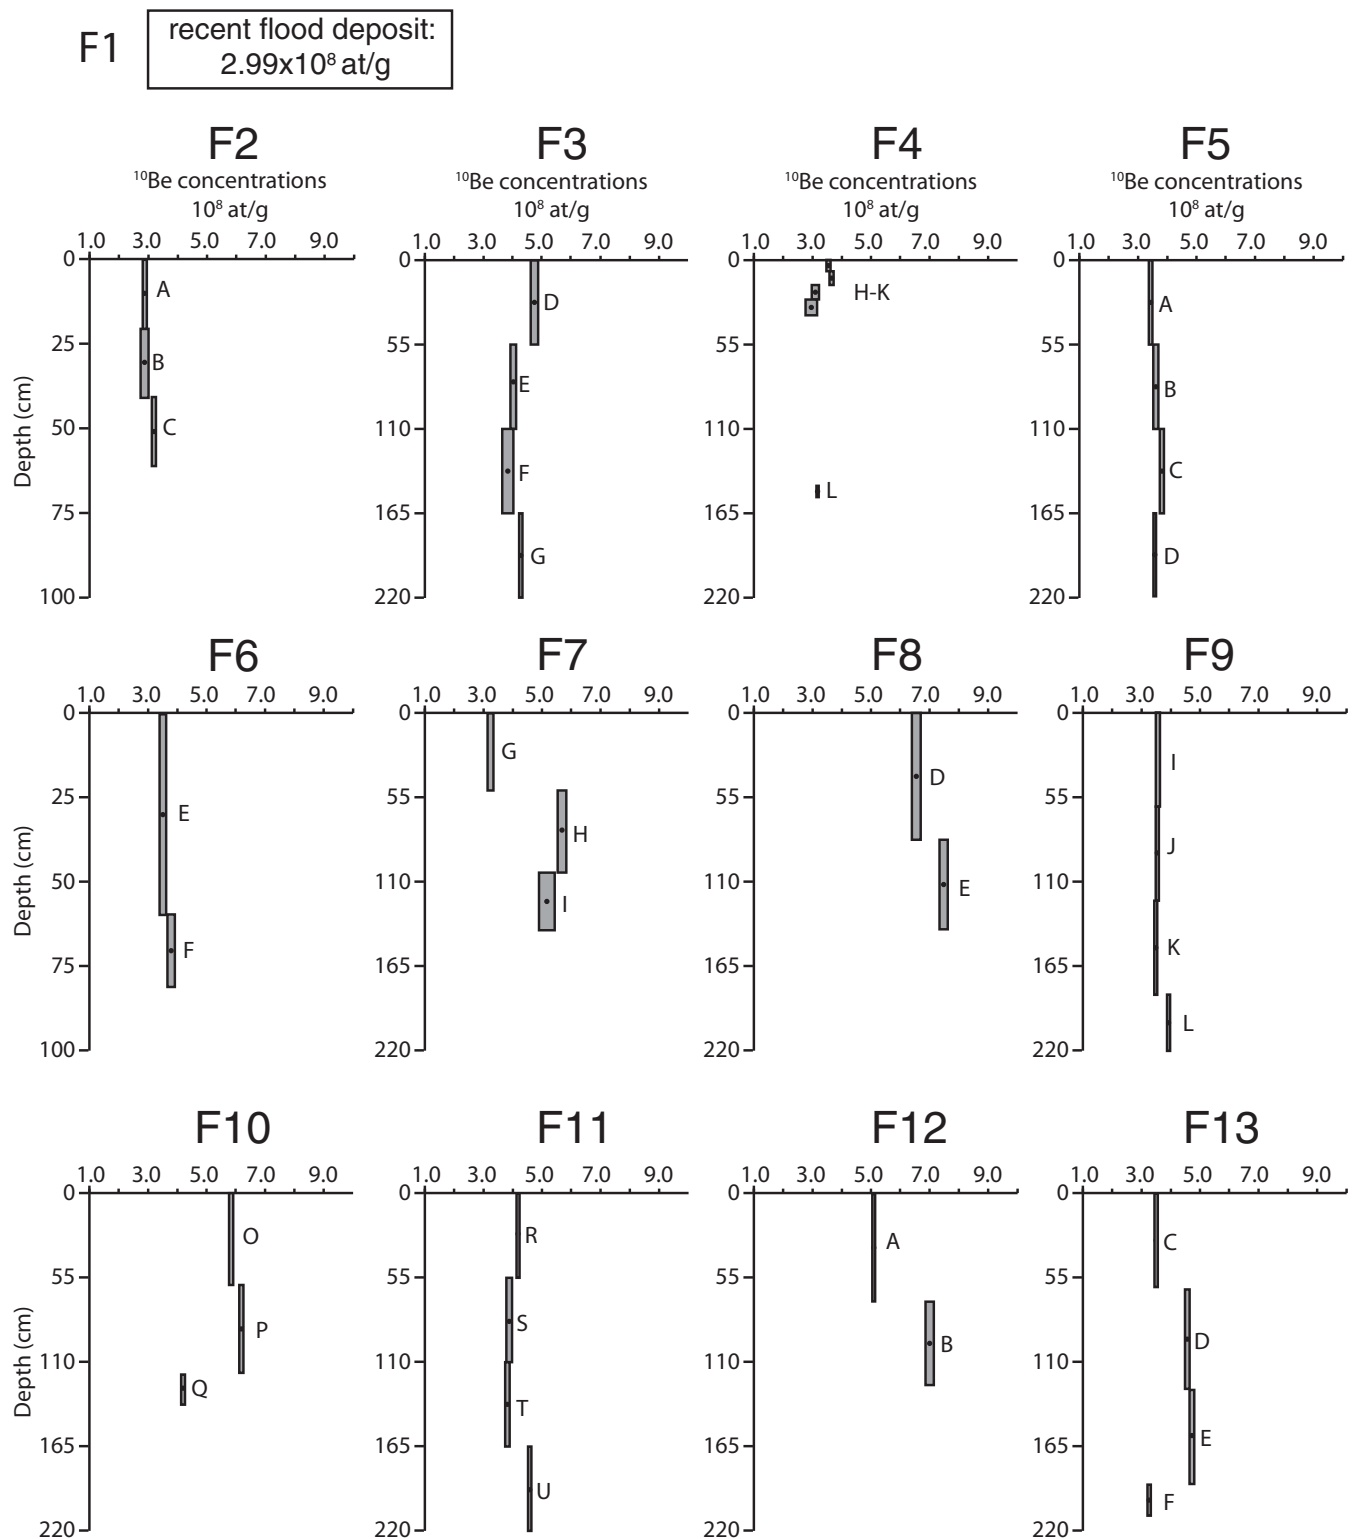 F1
recent flood deposit:
2.99x10⁸ at/g
F2
¹⁰Be concentrations
10⁸ at/g
1.0 3.0 5.0 7.0 9.0
0
25
50
75
100
Depth (cm)
A
B
C
F3
¹⁰Be concentrations
10⁸ at/g
1.0 3.0 5.0 7.0 9.0
0
55
110
165
220
D
E
F
G
F4
¹⁰Be concentrations
10⁸ at/g
1.0 3.0 5.0 7.0 9.0
0
55
110
165
220
H-K
L
F5
¹⁰Be concentrations
10⁸ at/g
1.0 3.0 5.0 7.0 9.0
0
55
110
165
220
A
B
C
D
F6
1.0 3.0 5.0 7.0 9.0
0
25
50
75
100
Depth (cm)
E
F
F7
1.0 3.0 5.0 7.0 9.0
0
55
110
165
220
G
H
I
F8
1.0 3.0 5.0 7.0 9.0
0
55
110
165
220
D
E
F9
1.0 3.0 5.0 7.0 9.0
0
55
110
165
220
I
J
K
L
F10
1.0 3.0 5.0 7.0 9.0
0
55
110
165
220
Depth (cm)
O
P
Q
F11
1.0 3.0 5.0 7.0 9.0
0
55
110
165
220
R
S
T
U
F12
1.0 3.0 5.0 7.0 9.0
0
55
110
165
220
A
B
F13
1.0 3.0 5.0 7.0 9.0
0
55
110
165
220
C
D
E
F